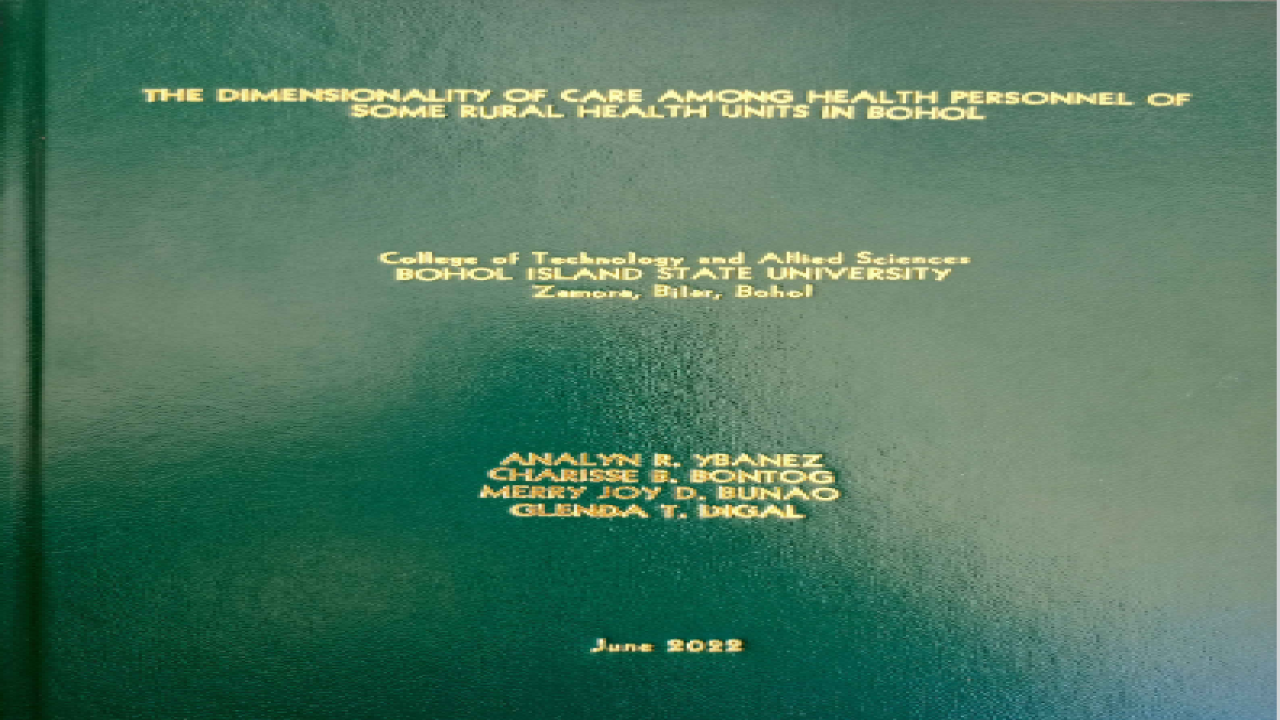 THE DIMENSIONALITY OF CARE AMONG HEALTH PERSONNEL OF
SOME RURAL HEALTH UNITS IN BOHOL
College of Technology and Allied Sciences
BOHOL ISLAND STATE UNIVERSITY
Zamora, Bilar, Bohol
ANALYN R. YBANEZ
CHARISSE B. BONTOG
MERRY JOY D. BUNAO
GLENDA T. DIGAL
June 2022